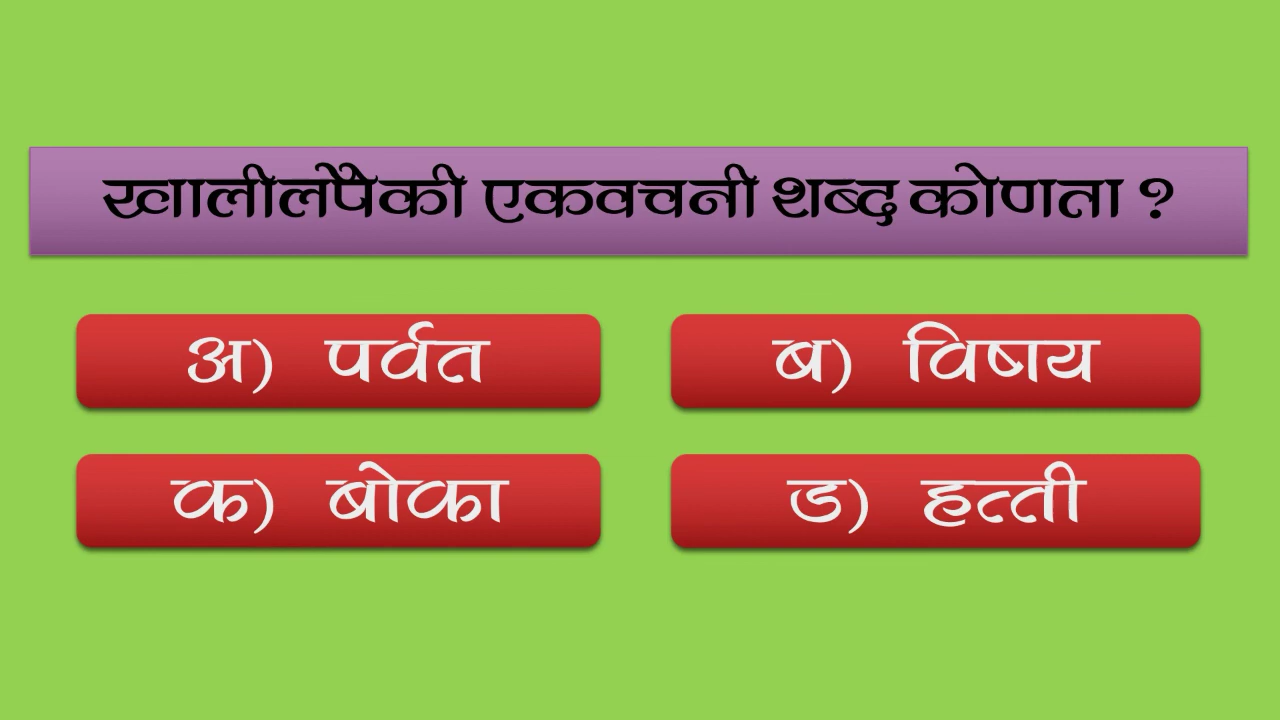 खालीलपैकी एकवचनी शब्द कोणता ?
अ) पर्वत
ब) विषय
क) बोका
ड) हत्ती